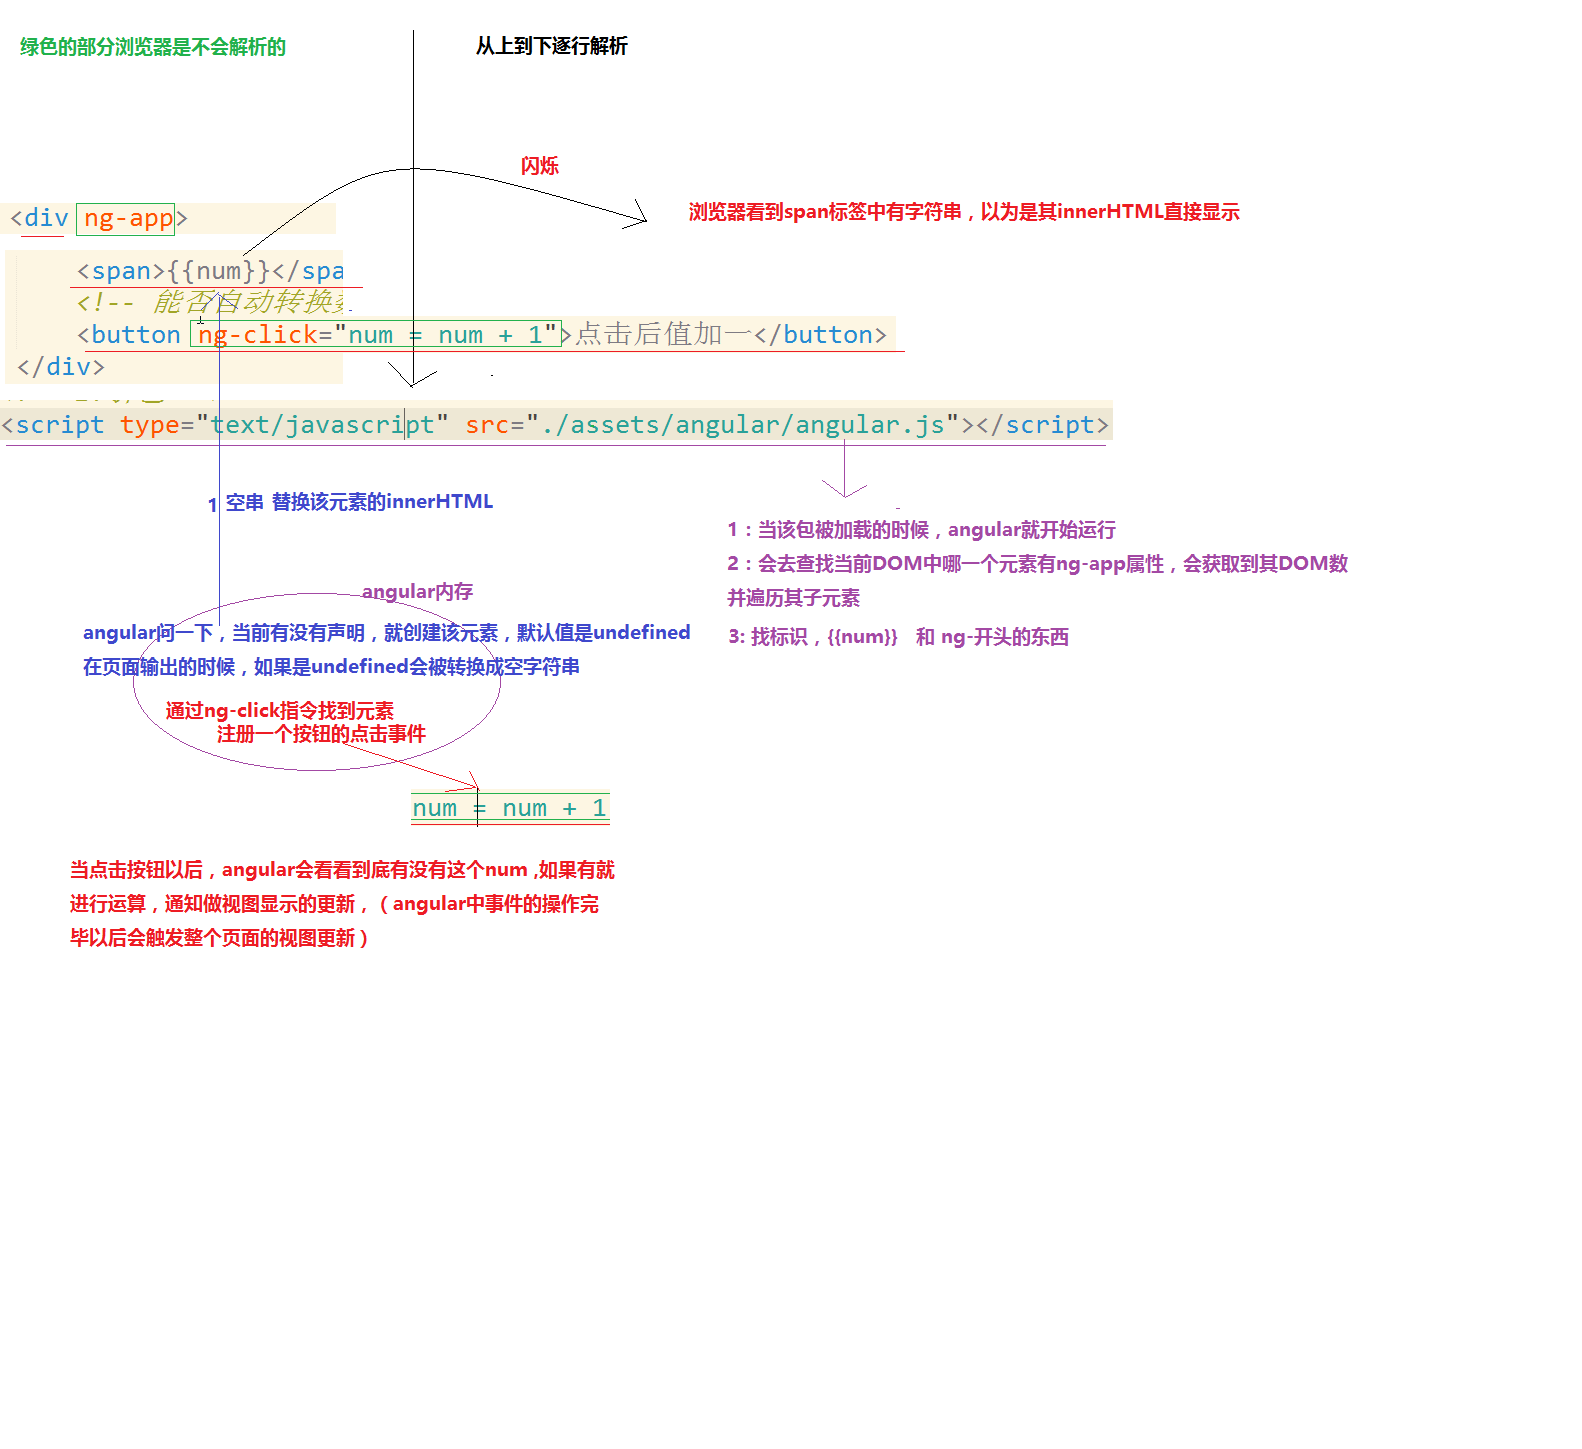 绿色的部分浏览器是不会解析的
从上到下逐行解析
闪烁
浏览器看到span标签中有字符串，以为是其innerHTML直接显示
<div ng-app>
<span>{{num}}</spa
<!-- 能否自动转换
<button ng-click="num = num + 1">点击后值加一</button>
</div>
<script type="text/javascript" src="./assets/angular/angular.js"></script>
1 空串 替换该元素的innerHTML
1：当该包被加载的时候，angular就开始运行
2：会去查找当前DOM中哪一个元素有ng-app属性，会获取到其DOM数
并遍历其子元素
3: 找标识，{{num}} 和 ng-开头的东西
angular内存
angular问一下，当前有没有声明，就创建该元素，默认值是undefined
在页面输出的时候，如果是undefined会被转换成空字符串
通过ng-click指令找到元素
注册一个按钮的点击事件
num = num + 1
当点击按钮以后，angular会看看到底有没有这个num ,如果有就
进行运算，通知做视图显示的更新，（angular中事件的操作完
毕以后会触发整个页面的视图更新）